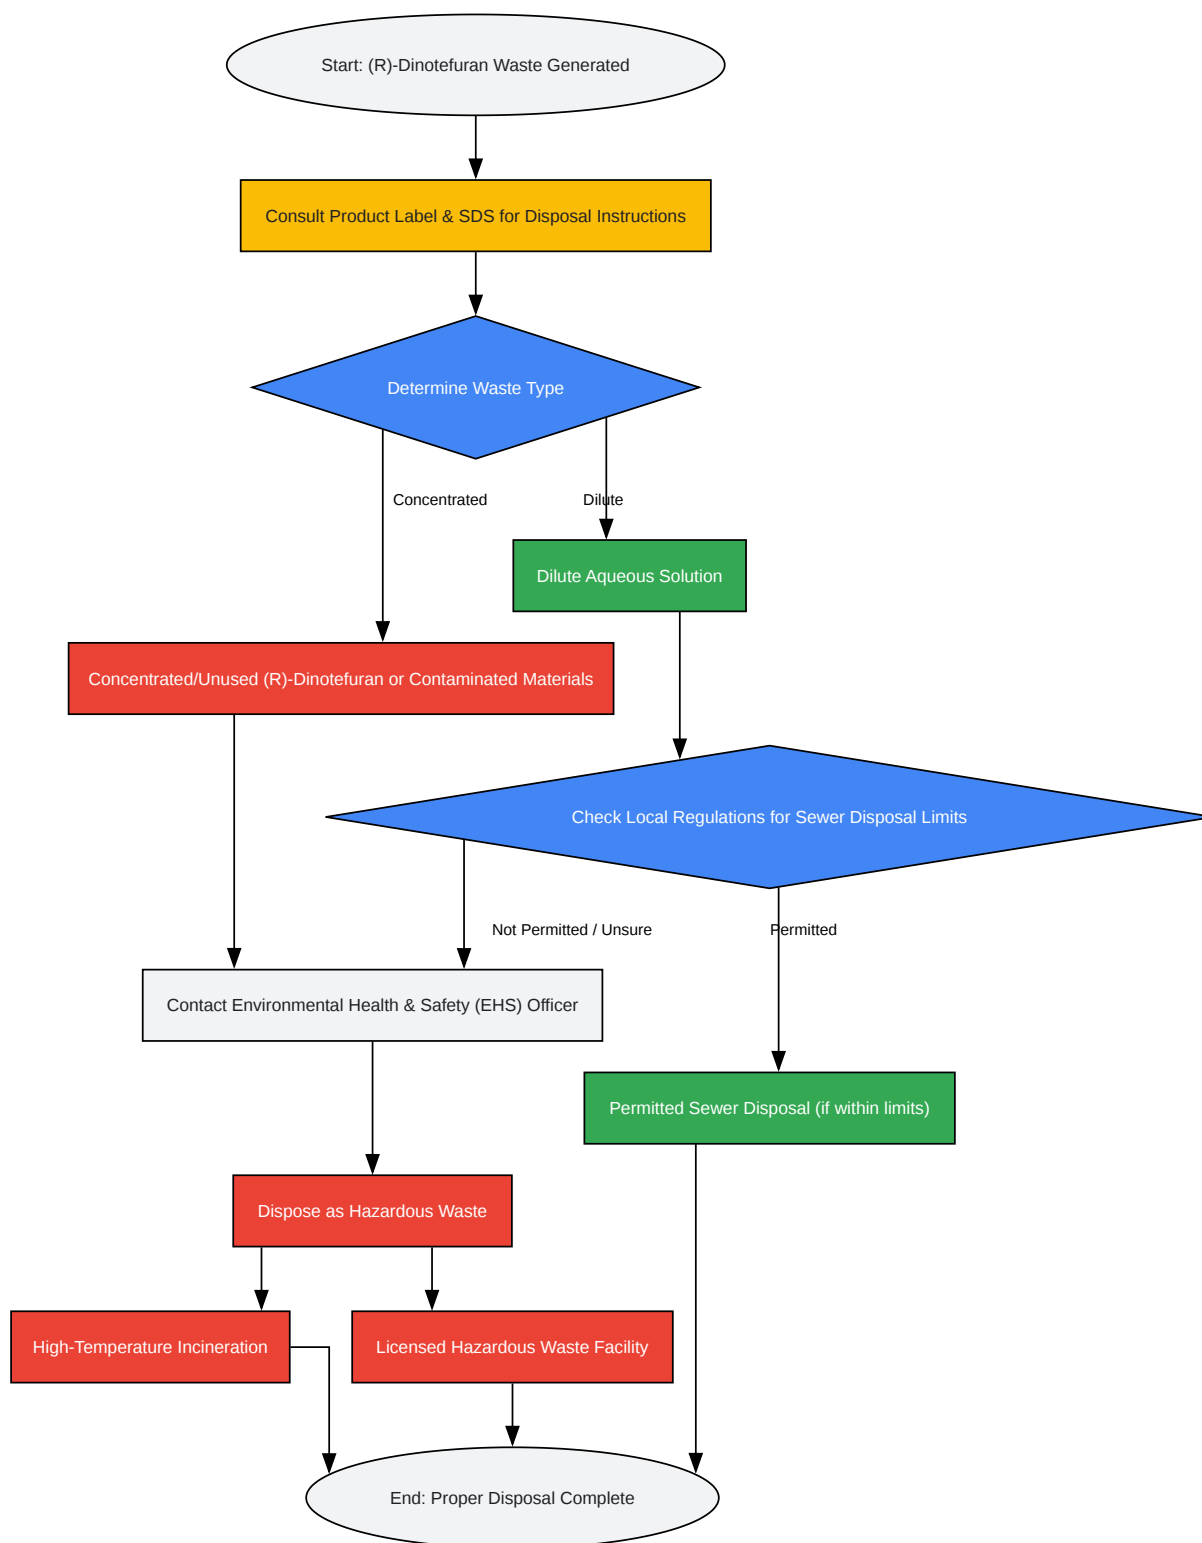 Start: (R)-Dinotefuran Waste Generated
Consult Product Label & SDS for Disposal Instructions
Determine Waste Type
Concentrated
Dilute
Dilute Aqueous Solution
Concentrated/Unused (R)-Dinotefuran or Contaminated Materials
Check Local Regulations for Sewer Disposal Limits
Not Permitted / Unsure
Permitted
Contact Environmental Health & Safety (EHS) Officer
Permitted Sewer Disposal (if within limits)
Dispose as Hazardous Waste
High-Temperature Incineration
Licensed Hazardous Waste Facility
End: Proper Disposal Complete